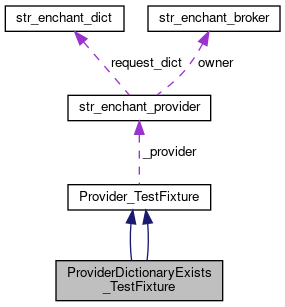 str_enchant_dict
str_enchant_broker
request_dict
owner
str_enchant_provider
_provider
Provider_TestFixture
ProviderDictionaryExists
_TestFixture